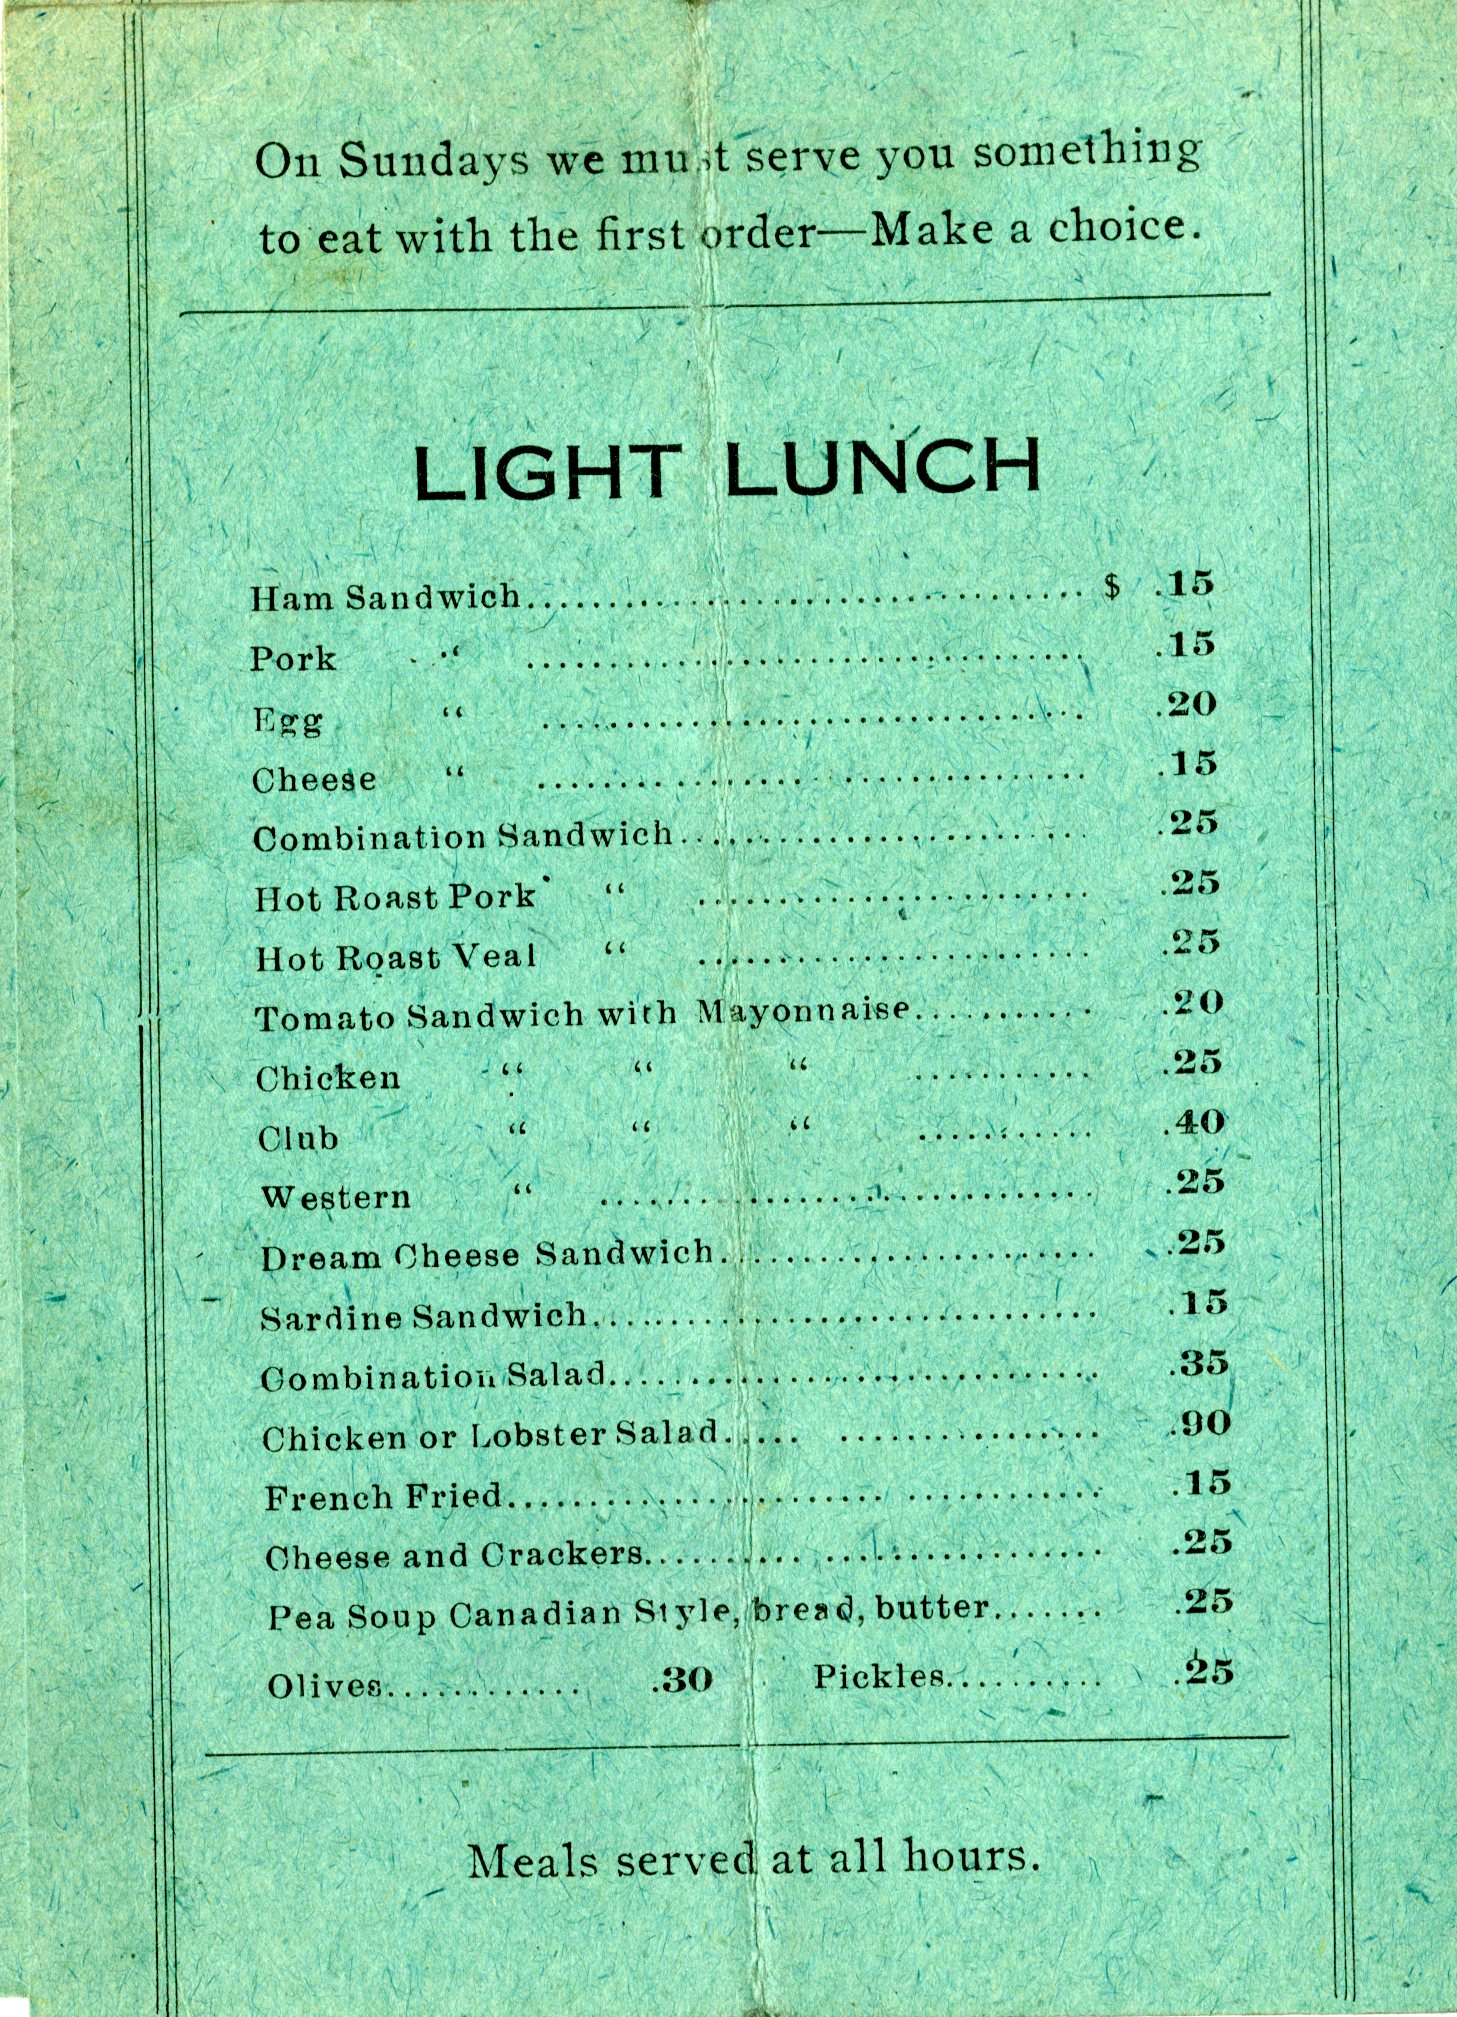 On Sundays we must serve you something
to eat with the first order—Make a choice.
LIGHT LUNCH
Ham Sandwich.................................. $ .15
Pork “ .................................. .15
Egg “ ................................. .20
Cheese “ ................................. .15
Combination Sandwich......................... .25
Hot Roast Pork “ ........................ .25
Hot Roast Veal “ ........................ .25
Tomato Sandwich with Mayonnaise........... .20
Chicken “ “ “ ........... .25
Club “ “ “ ........... .40
Western “ .............................. .25
Dream Cheese Sandwich....................... .25
Sardine Sandwich............................... .15
Combination Salad.............................. .35
Chicken or Lobster Salad..... ................ .90
French Fried.................................... .15
Cheese and Crackers.......... ................. .25
Pea Soup Canadian Style, bread, butter....... .25
Olives............ .30 Pickles.......... .25
Meals served at all hours.